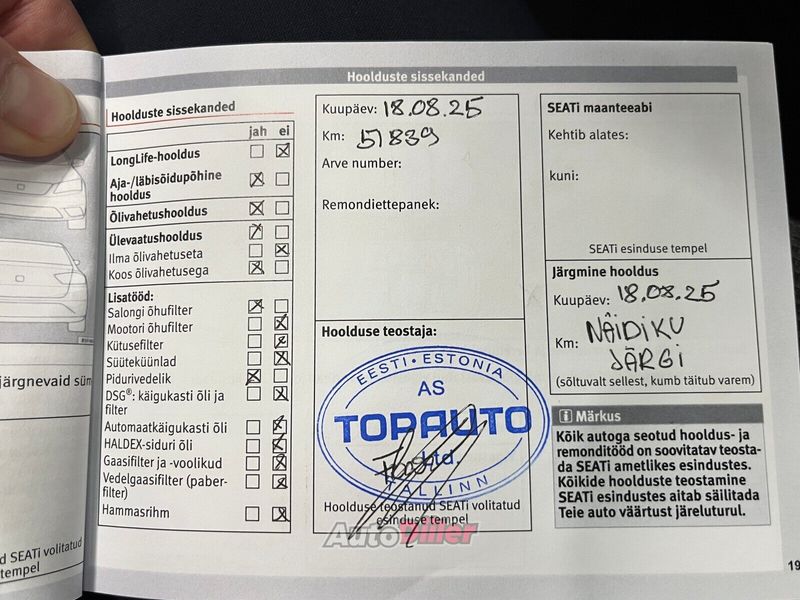 Hoolduste sissekanded
Hoolduste sissekanded
jah ei
LongLife-hooldus
Aja-/läbisõidupõhine
hooldus
Õlivahetushooldus
Ülevaatushooldus
Ilma õlivahetuseta
Koos õlivahetusega
Lisatööd:
Salongi õhufilter
Mootori õhufilter
Kütusefilter
Süüteküünlad
Pidurivedelik
DSG®: käigukasti õli ja
filter
Automaatkäigukasti õli
HALDEX-siduri õli
Gaasifilter ja -voolikud
Vedelgaasifilter (paber-
filter)
Hammasrihm
Kuupäev: 18.08.25
Km: 51839
Arve number:
Remondiettepanek:
Hoolduse teostaja:
EESTI • ESTONIA
AS
TOPAUTO
Ltd.
TALLINN
Hoolduse teostanud SEATi volitatud
esinduse tempel
SEATi maanteeabi
Kehtib alates:
kuni:
SEATi esinduse tempel
Järgmine hooldus
Kuupäev: 18.08.25
Km: NÄIDIKU
JÄRGI
(sõltuvalt sellest, kumb täitub varem)
Märkus
Kõik autoga seotud hooldus- ja
remonditööd on soovitatav teosta-
da SEATi ametlikes esindustes.
Kõikide hoolduste teostamine
SEATi esindustes aitab säilitada
Teie auto väärtust järelturul.
järgnevaid süm
d SEATi volitatud
tempel
19
AutoDiler